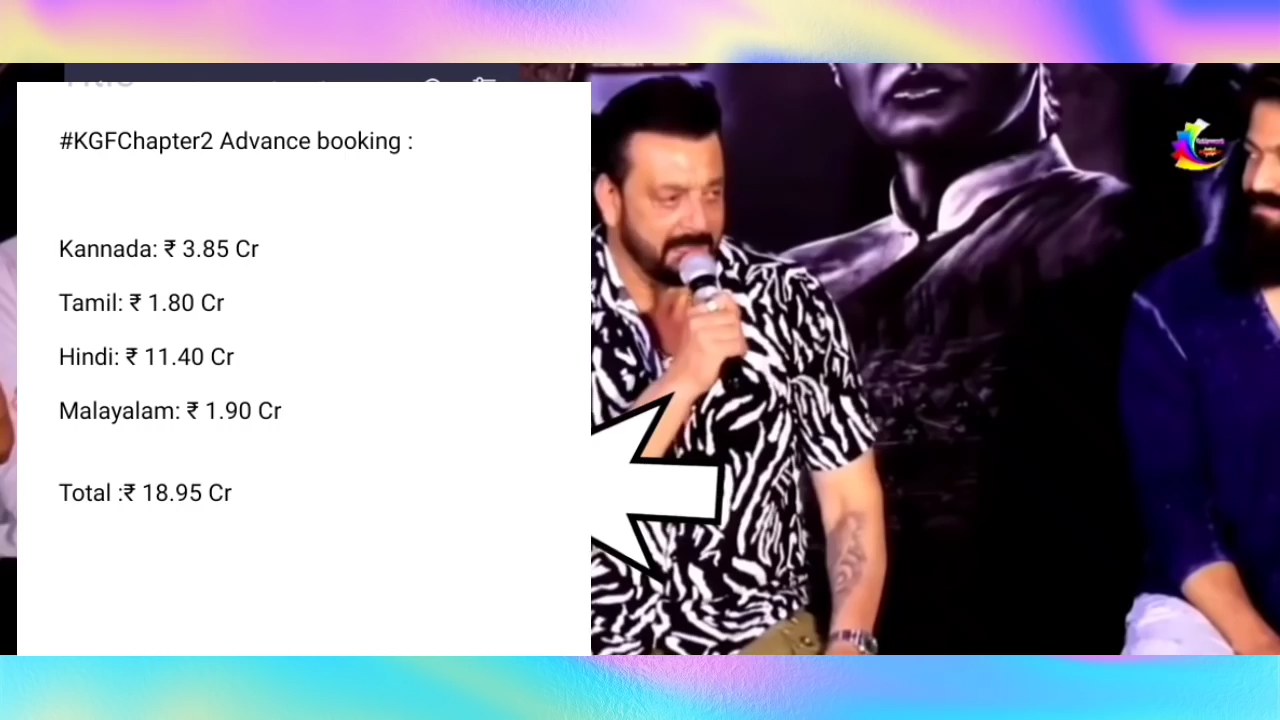 #KGFChapter2 Advance booking :
Kannada: ₹ 3.85 Cr
Tamil: ₹ 1.80 Cr
Hindi: ₹ 11.40 Cr
Malayalam: ₹ 1.90 Cr
Total :₹ 18.95 Cr